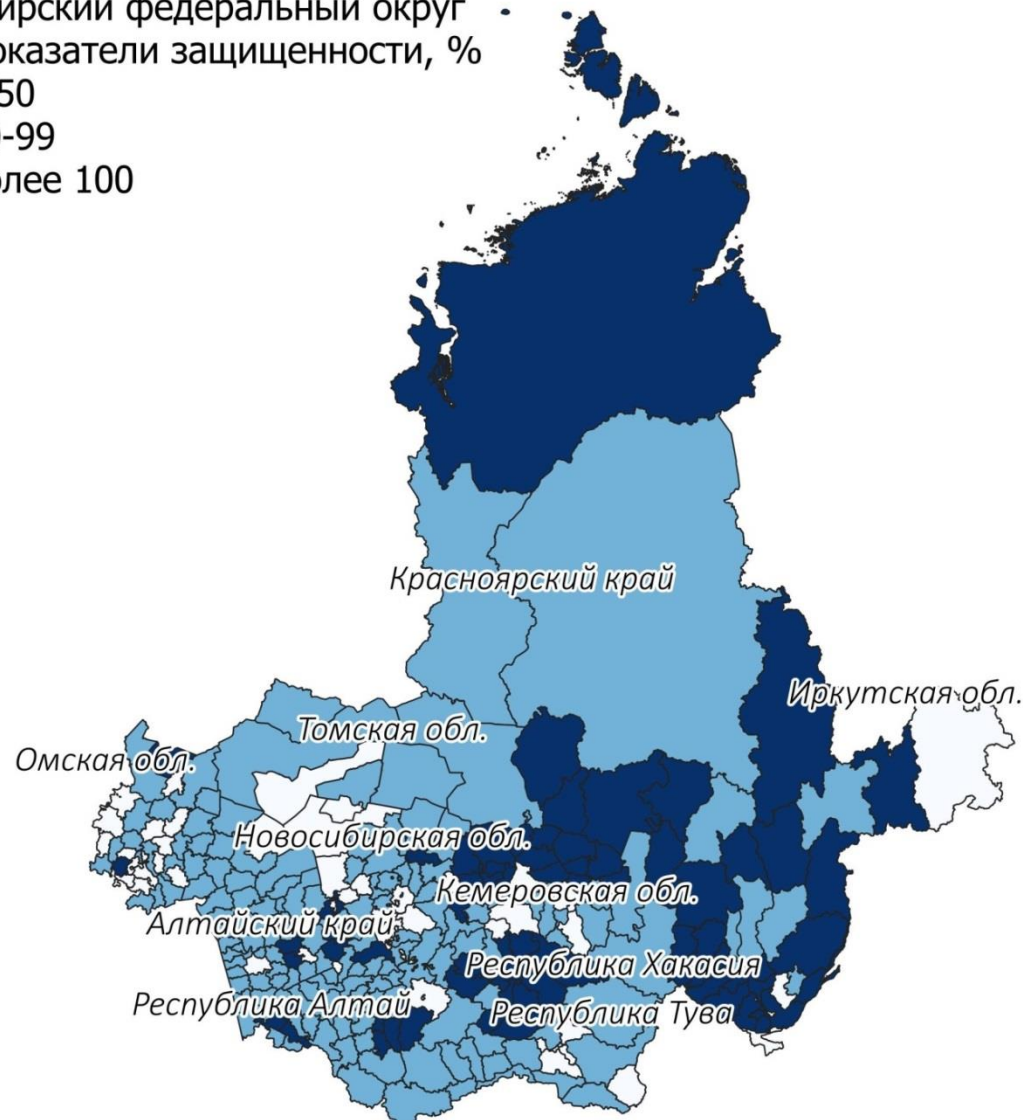 ирский федеральный округ
оказатели защищенности, %
50
-99
олее 100
Красноярский край
Иркутская обл.
Томская обл.
Омская обл.
Новосибирская обл.
Кемеровская обл.
Алтайский край
Республика Хакасия
Республика Алтай
Республика Тува